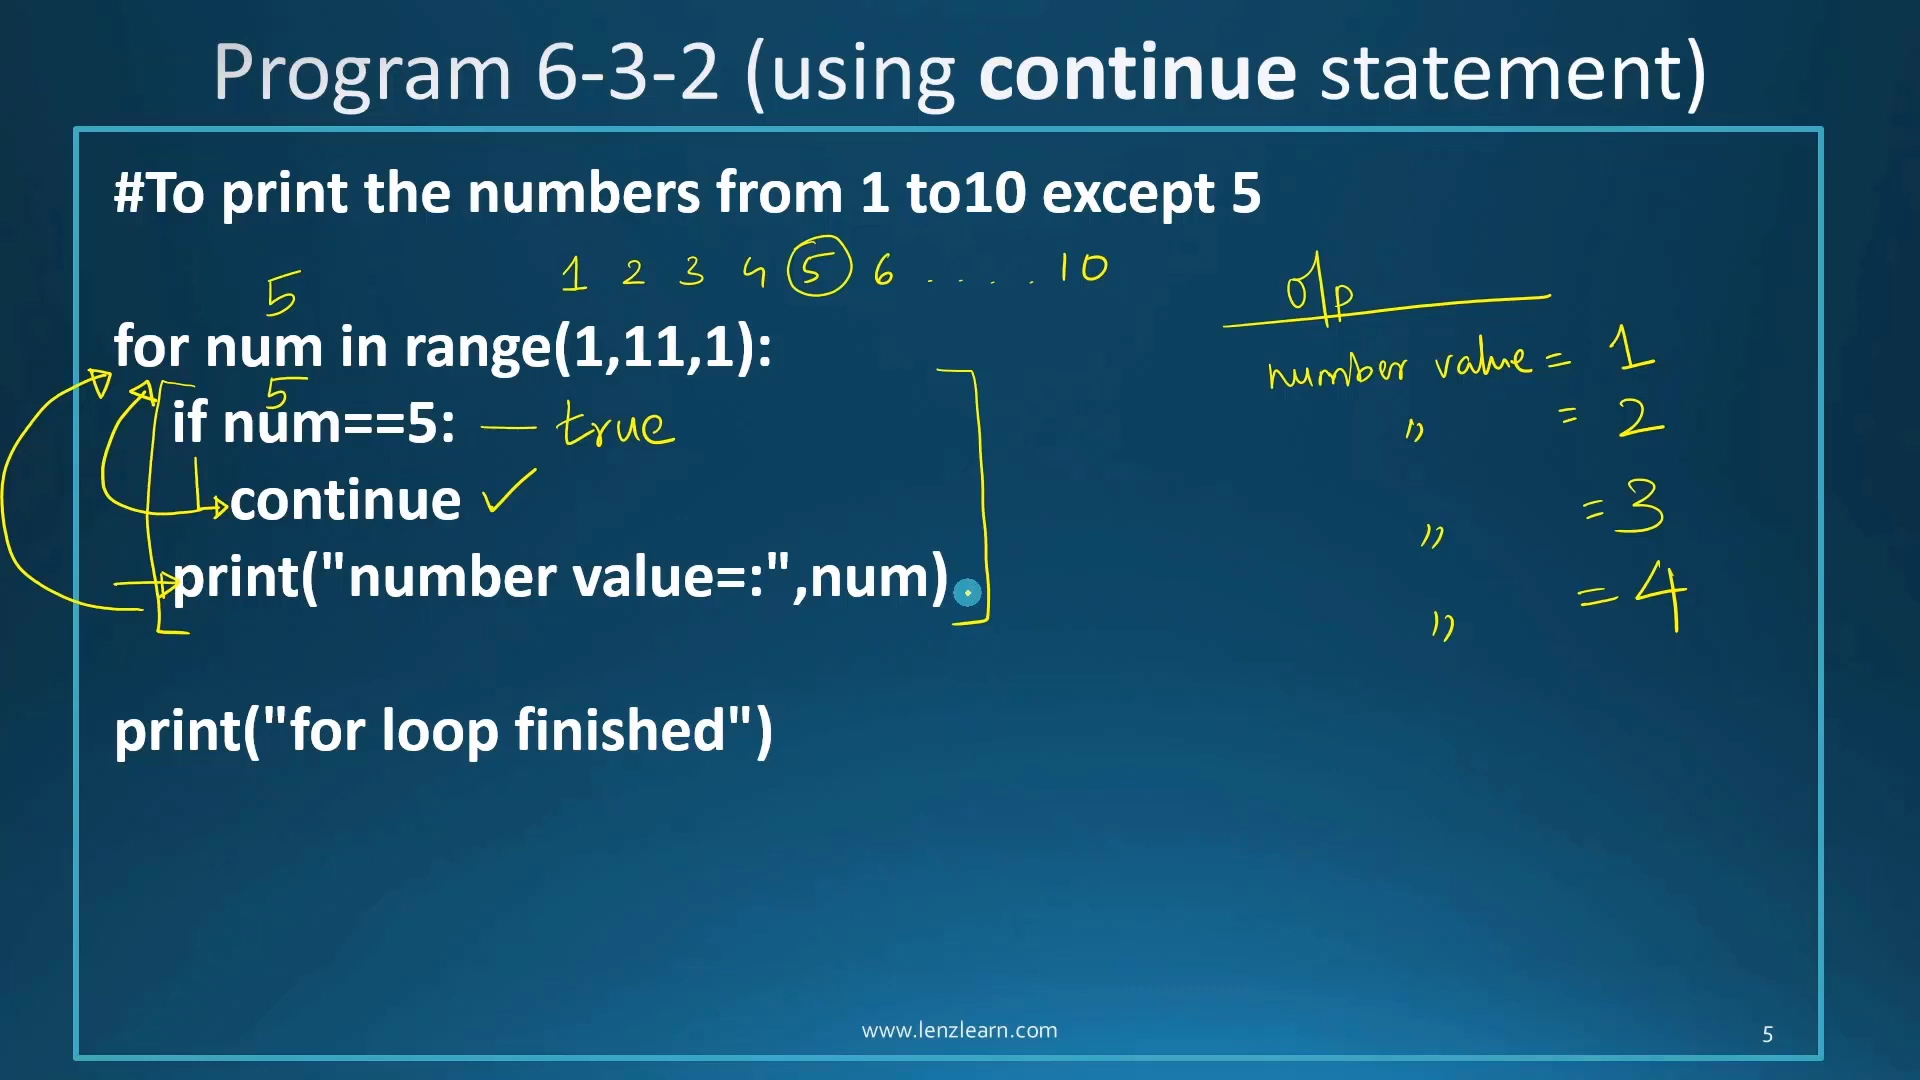 Program 6-3-2 (using continue statement)
#To print the numbers from 1 to10 except 5
1 2 3 4 5 6 .... 10
5
for num in range(1,11,1):
5
if num==5: — true
continue ✓
print("number value=:",num)
print("for loop finished")
o/p
number value = 1
" = 2
" = 3
" = 4
www.lenzlearn.com
5